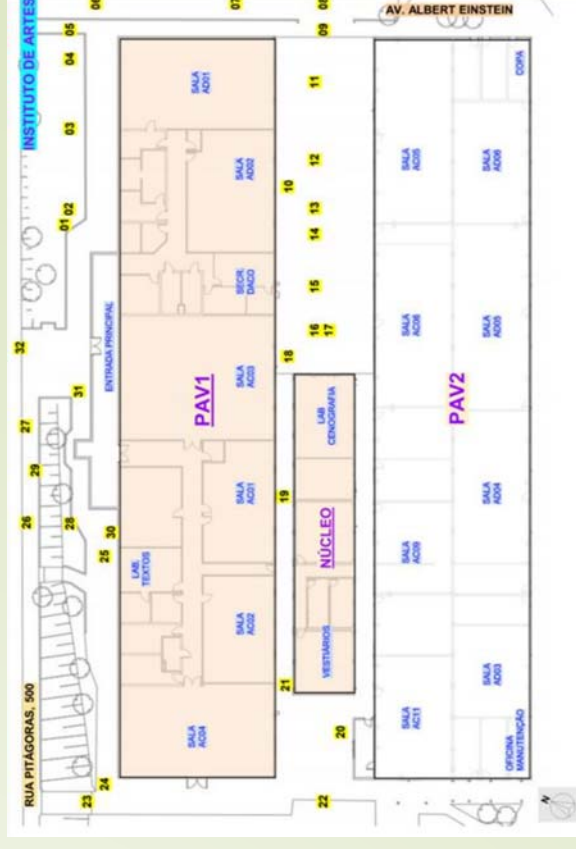 AV. ALBERT EINSTEIN
06
07
08
INSTITUTO DE ARTES
05
04
03
02
01
09
11
12
10
13
14
15
16
17
18
SALA
AD01
SALA
AD02
SECR.
DACO
SALA
AC03
PAV1
ENTRADA PRINCIPAL
SALA
AC01
LAB.
TEXTOS
SALA
AC02
SALA
AC04
LAB
CENOGRAFIA
NÚCLEO
VESTIÁRIOS
COPA
SALA
AC05
SALA
AD06
SALA
AC08
SALA
AD05
PAV2
SALA
AC09
SALA
AD04
SALA
AC11
SALA
AD03
OFICINA
MANUTENÇÃO
32
31
27
29
26
28
30
25
19
21
20
22
24
23
RUA PITÁGORAS, 500
N